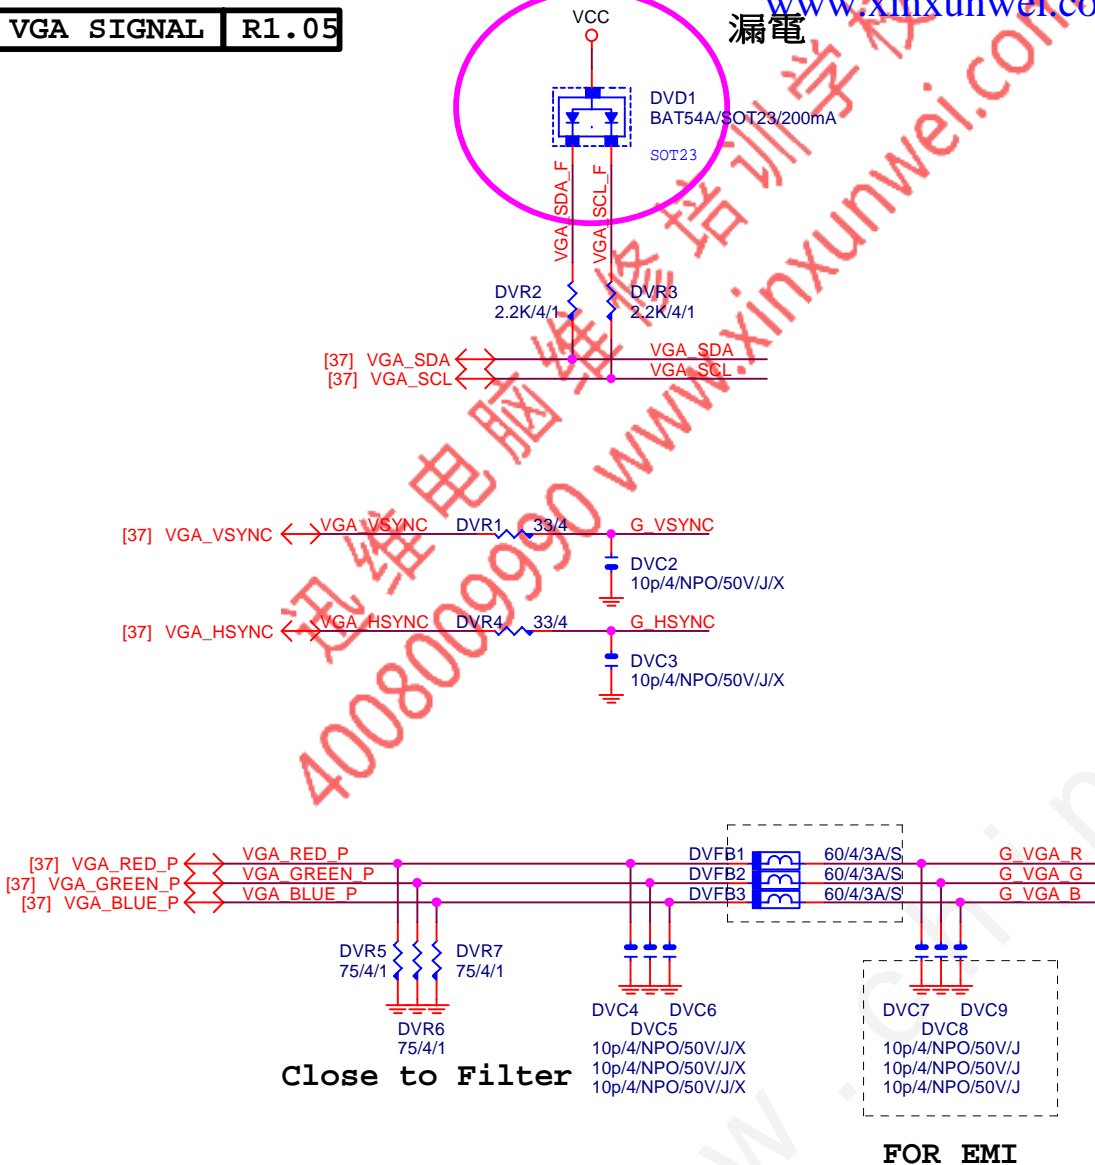 www.xinxunwei.co
VGA SIGNAL R1.05
VCC
漏電
DVD1
BAT54A/SOT23/200mA
SOT23
VGA_SDA_F
VGA_SCL_F
DVR2
2.2K/4/1
DVR3
2.2K/4/1
[37] VGA_SDA
VGA_SDA
[37] VGA_SCL
VGA_SCL
[37] VGA_VSYNC
VGA_VSYNC
DVR1
33/4
G_VSYNC
DVC2
10p/4/NPO/50V/J/X
[37] VGA_HSYNC
VGA_HSYNC
DVR4
33/4
G_HSYNC
DVC3
10p/4/NPO/50V/J/X
迅维电脑维修培训学校
4008009990 www.xinxunwei.com
[37] VGA_RED_P
VGA_RED_P
DVFB1
60/4/3A/S
G_VGA_R
[37] VGA_GREEN_P
VGA_GREEN_P
DVFB2
60/4/3A/S
G_VGA_G
[37] VGA_BLUE_P
VGA_BLUE_P
DVFB3
60/4/3A/S
G_VGA_B
DVR5
75/4/1
DVR7
75/4/1
DVR6
75/4/1
Close to Filter
DVC4
DVC6
DVC5
10p/4/NPO/50V/J/X
10p/4/NPO/50V/J/X
10p/4/NPO/50V/J/X
DVC7
DVC9
DVC8
10p/4/NPO/50V/J
10p/4/NPO/50V/J
10p/4/NPO/50V/J
FOR EMI
w.chip